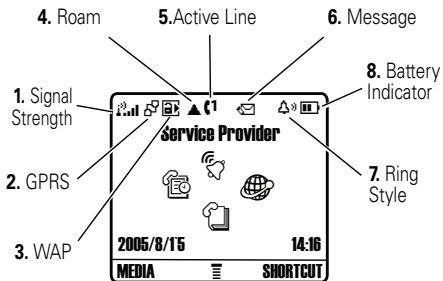 4. Roam
5.Active Line
6. Message
8. Battery
Indicator
1. Signal
Strength
Service Provider
2. GPRS
7. Ring
Style
3. WAP
2005/8/15
14:16
MEDIA
SHORTCUT